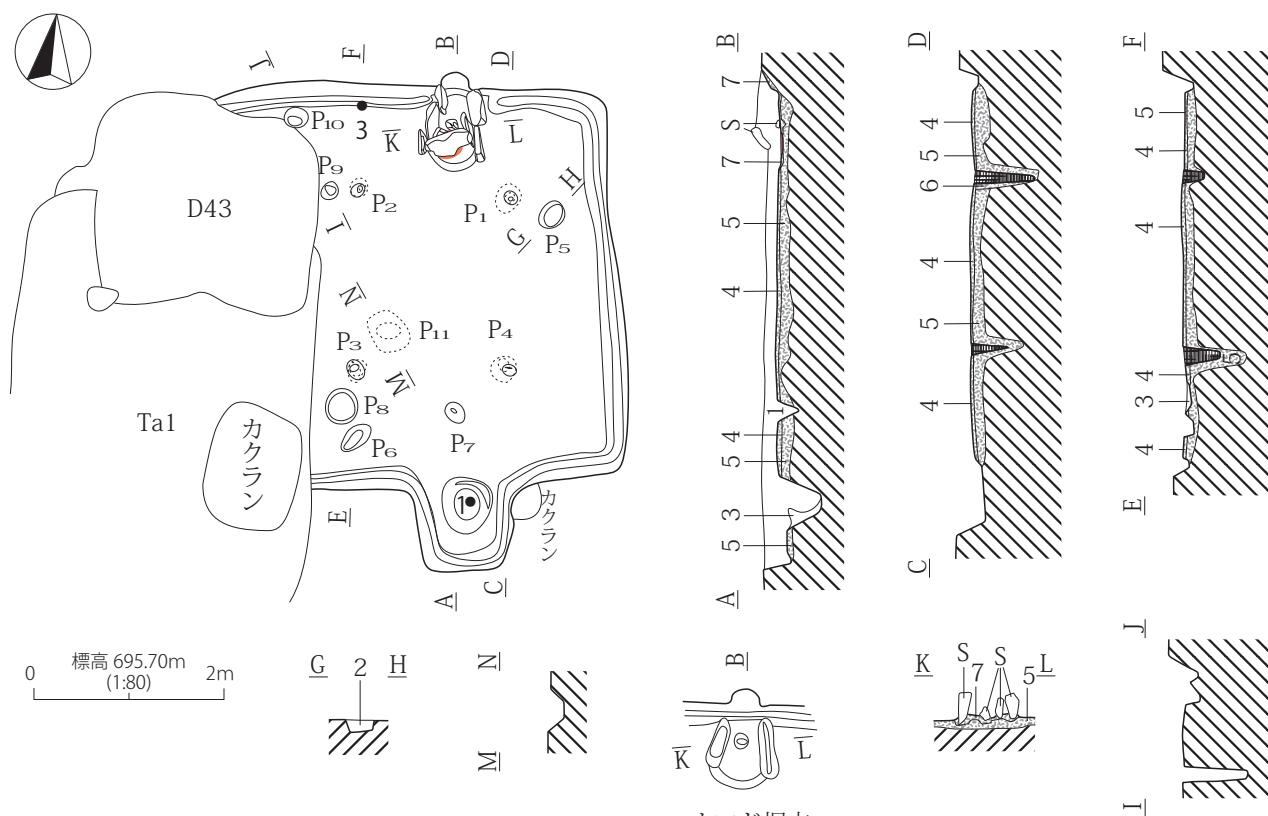 J
F
B
D
P10
3
K
L
H
P9
D43
P2
P1
I
G
P5
N
P11
P4
P3
M
P8
Ta1
カクラン
P7
P6
1
E
カクラン
C
A
B
7
S
7
5
4
1
4
5
3
5
A
D
4
5
6
4
5
4
C
F
5
4
4
5
4
3
4
E
標高 695.70m
0 2m
(1:80)
G 2 H
N
M
B
K L
K S 7 S 5 L
J
I